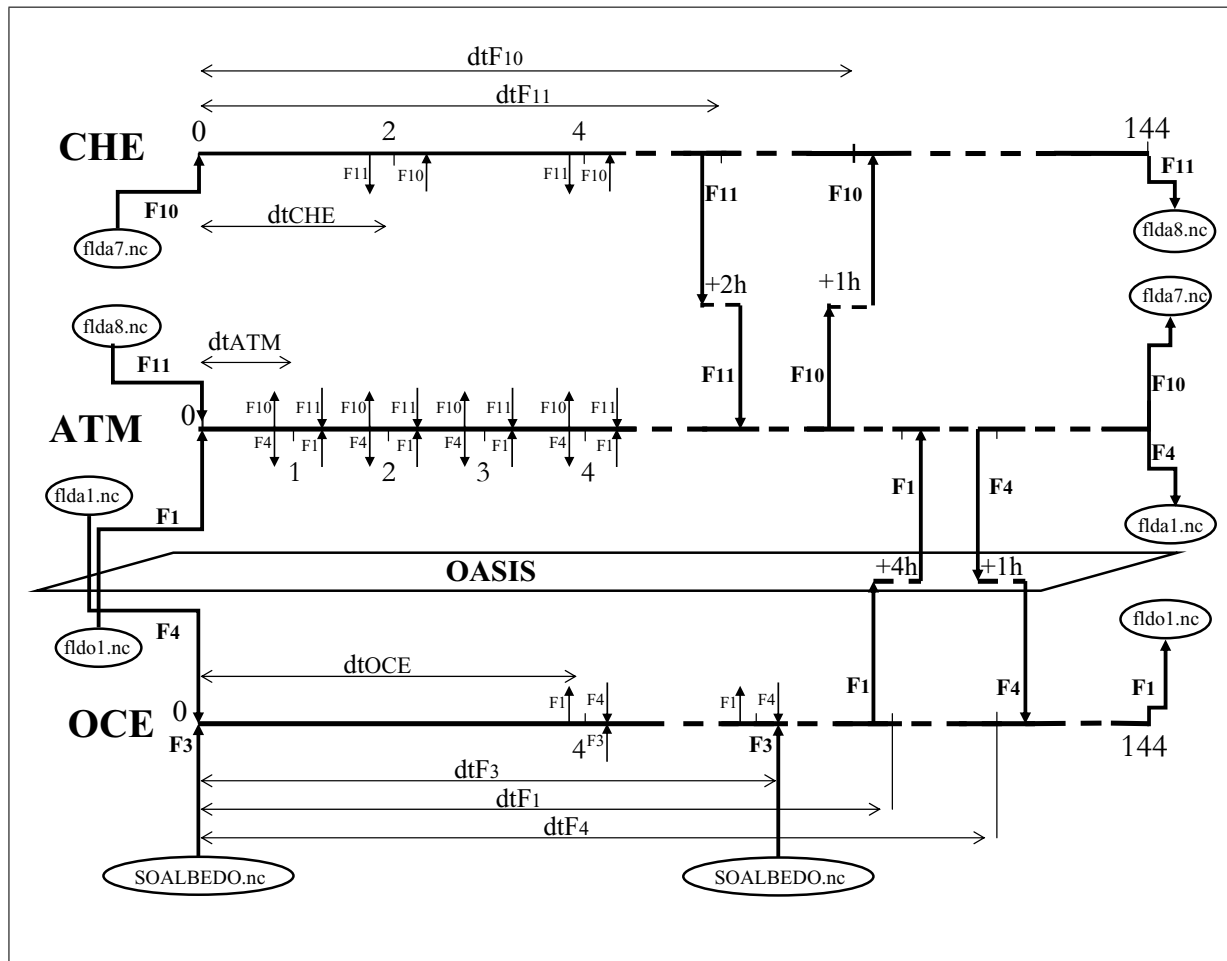 dtF10
dtF11
0 2 4 144
CHE
F11 F10 F11 F10 F11 F10 F11
F10
dtCHE
flda7.nc
flda8.nc
+2h +1h
flda7.nc
flda8.nc
dtATM
F11
F11 F10 F10
F10 F11 F10 F11 F10 F11 F10 F11
0
ATM
F4 F1 F4 F1 F4 F1 F4 F1
1 2 3 4
F4
F1 F4
flda1.nc
F1
flda1.nc
OASIS
+4h +1h
fldo1.nc
fldo1.nc
F4
dtOCE
F1 F4 F1 F4 F1 F4 F1
0
OCE
F3
4 F3 F3
144
dtF3
dtF1
dtF4
SOALBEDO.nc SOALBEDO.nc